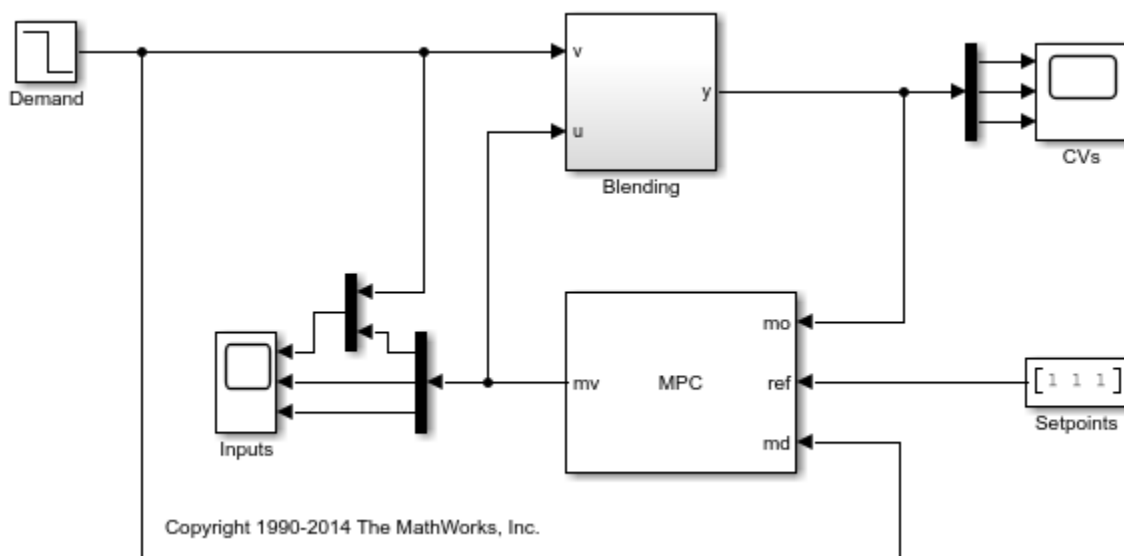 Demand
v
u
y
Blending
CVs
mo
mv
MPC
ref
md
[1 1 1]
Setpoints
Inputs
Copyright 1990-2014 The MathWorks, Inc.